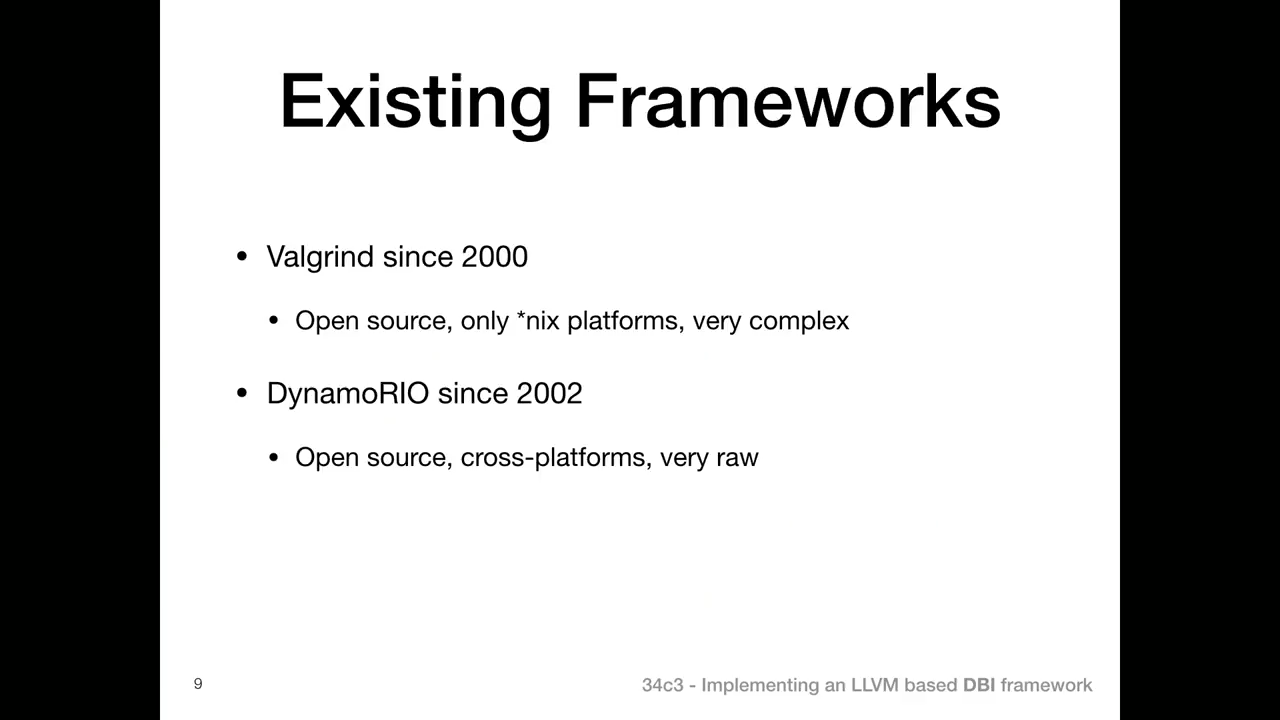 Existing Frameworks
• Valgrind since 2000
• Open source, only *nix platforms, very complex
• DynamoRIO since 2002
• Open source, cross-platforms, very raw
9
34c3 - Implementing an LLVM based DBI framework